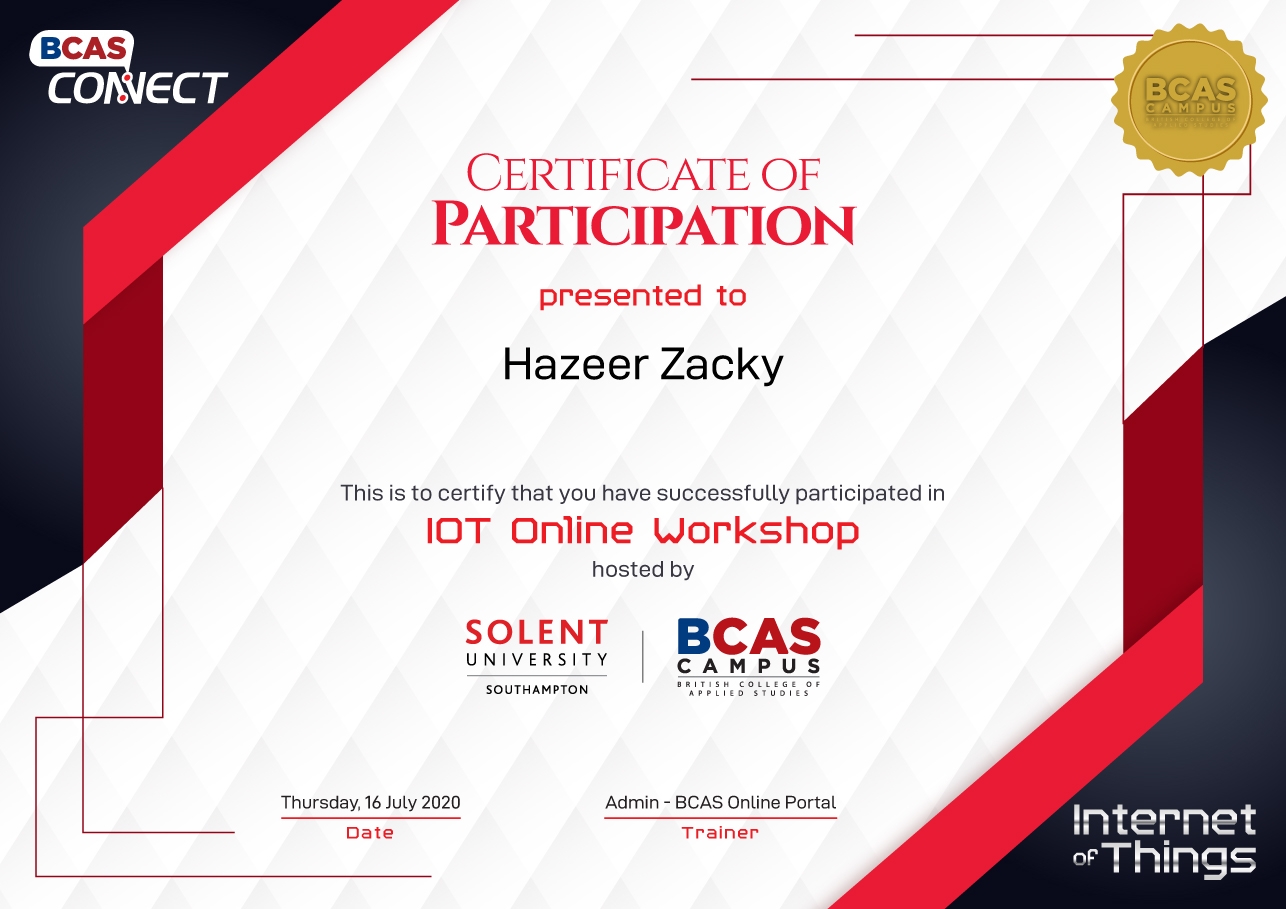 BCAS
CONNECT
BCAS
CAMPUS
CERTIFICATE OF
PARTICIPATION
presented to
Hazeer Zacky
This is to certify that you have successfully participated in
IOT Online Workshop
hosted by
SOLENT
UNIVERSITY
SOUTHAMPTON
BCAS
CAMPUS
BRITISH COLLEGE OF
APPLIED STUDIES
Thursday, 16 July 2020
Date
Admin - BCAS Online Portal
Trainer
Internet
of Things